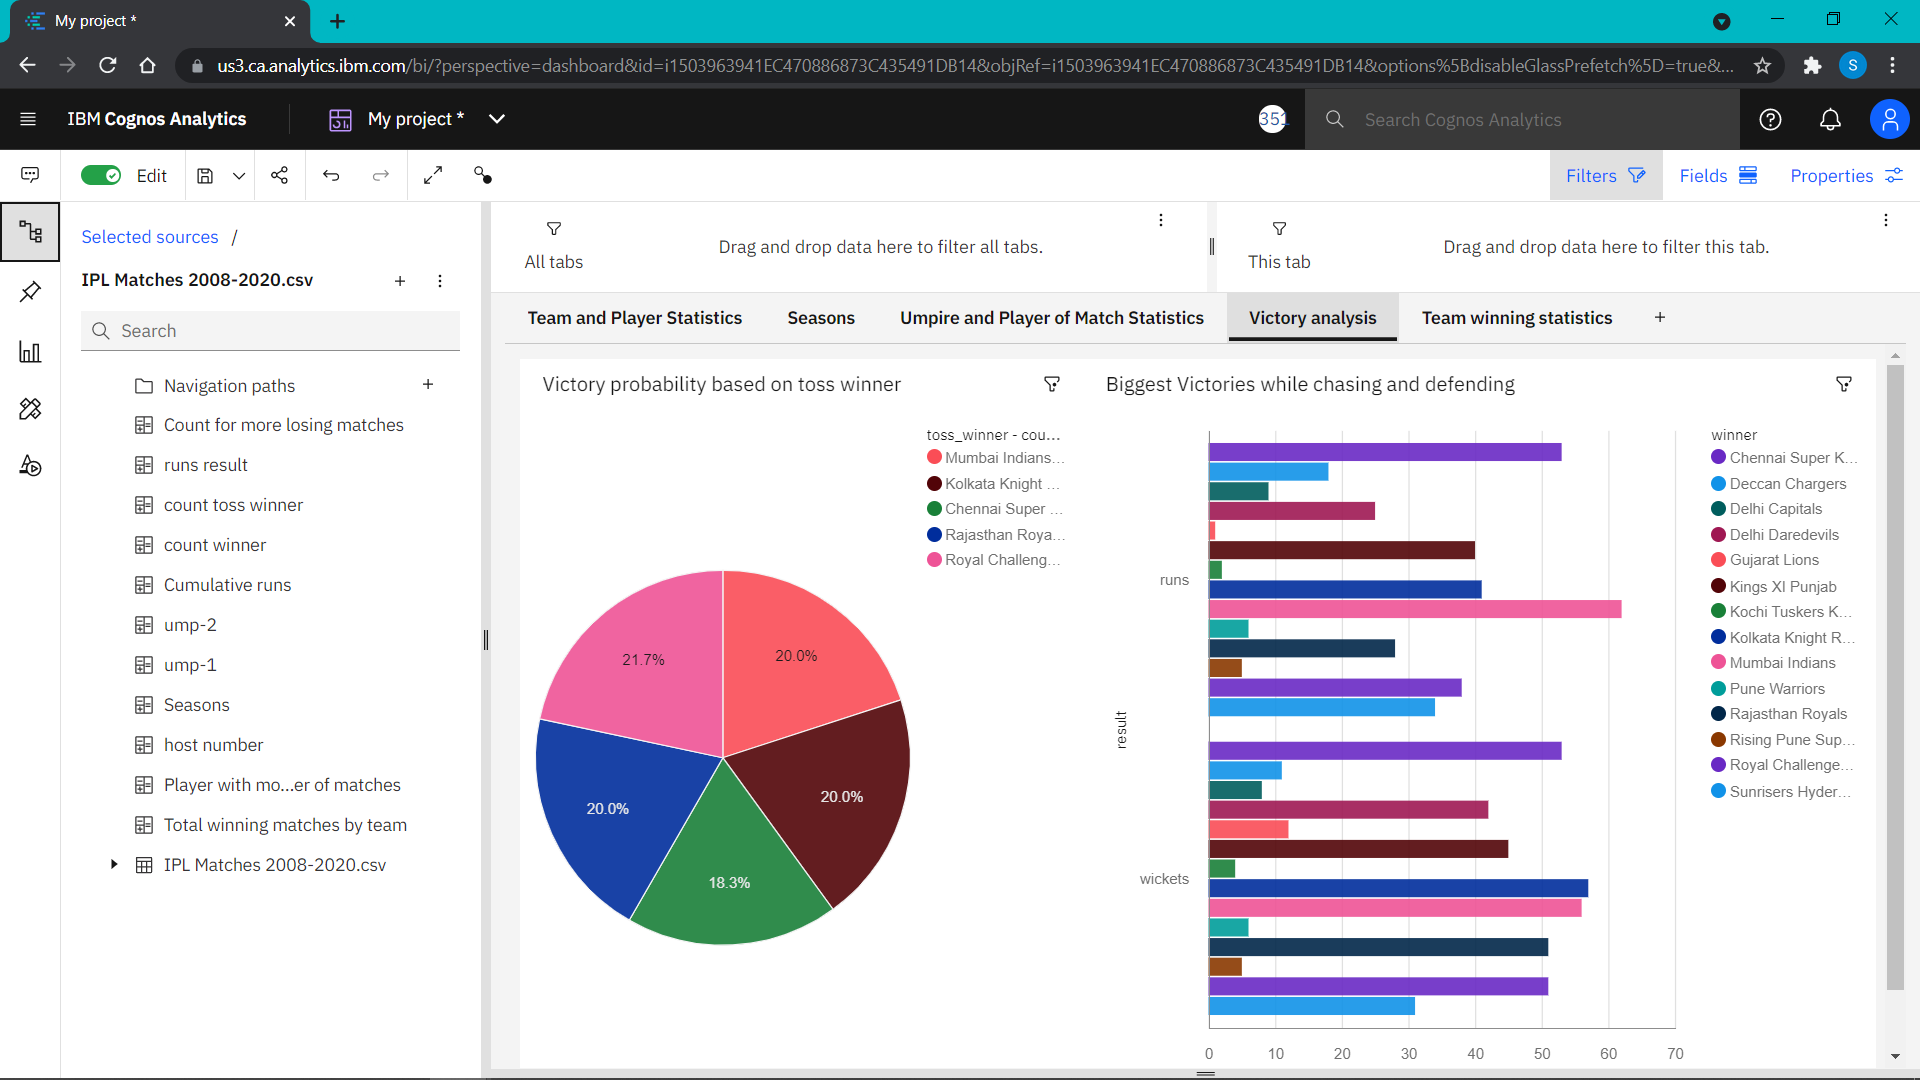 My project *
us3.ca.analytics.ibm.com/bi/?perspective=dashboard&id=i1503963941EC470886873C435491DB14&objRef=i1503963941EC470886873C435491DB14&options%5BdisableGlassPrefetch%5D=true&...
S
IBM Cognos Analytics
My project *
351
Search Cognos Analytics
Edit
Filters
Fields
Properties
Selected sources /
IPL Matches 2008-2020.csv
Search
Navigation paths
Count for more losing matches
runs result
count toss winner
count winner
Cumulative runs
ump-2
ump-1
Seasons
host number
Player with mo...er of matches
Total winning matches by team
IPL Matches 2008-2020.csv
All tabs
Drag and drop data here to filter all tabs.
This tab
Drag and drop data here to filter this tab.
Team and Player Statistics
Seasons
Umpire and Player of Match Statistics
Victory analysis
Team winning statistics
Victory probability based on toss winner
toss_winner - cou...
Mumbai Indians...
Kolkata Knight ...
Chennai Super ...
Rajasthan Roya...
Royal Challeng...
21.7%
20.0%
20.0%
20.0%
18.3%
Biggest Victories while chasing and defending
result
runs
wickets
0 10 20 30 40 50 60 70
winner
Chennai Super K...
Deccan Chargers
Delhi Capitals
Delhi Daredevils
Gujarat Lions
Kings XI Punjab
Kochi Tuskers K...
Kolkata Knight R...
Mumbai Indians
Pune Warriors
Rajasthan Royals
Rising Pune Sup...
Royal Challenge...
Sunrisers Hyder...